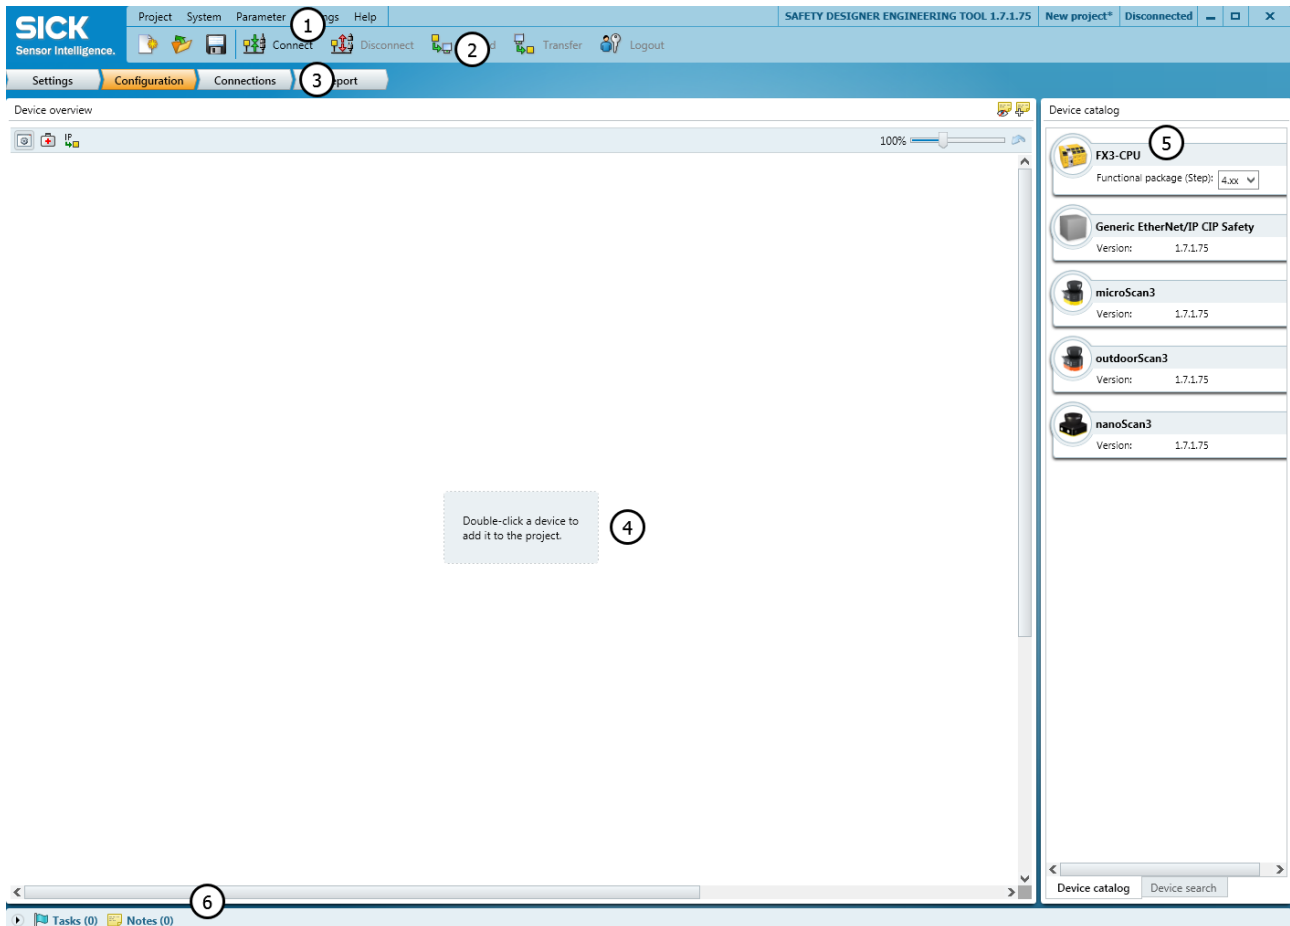 SICK
Sensor Intelligence.
Project System Parameter ngs Help
SAFETY DESIGNER ENGINEERING TOOL 1.7.1.75 New project* Disconnected
1
Connect Disconnect d Transfer Logout
2
Settings Configuration Connections port
3
Device overview
Device catalog
IP
100%
5
FX3-CPU
Functional package (Step): 4.xx
Generic EtherNet/IP CIP Safety
Version: 1.7.1.75
microScan3
Version: 1.7.1.75
outdoorScan3
Version: 1.7.1.75
nanoScan3
Version: 1.7.1.75
Double-click a device to
add it to the project.
4
Device catalog Device search
6
Tasks (0) Notes (0)